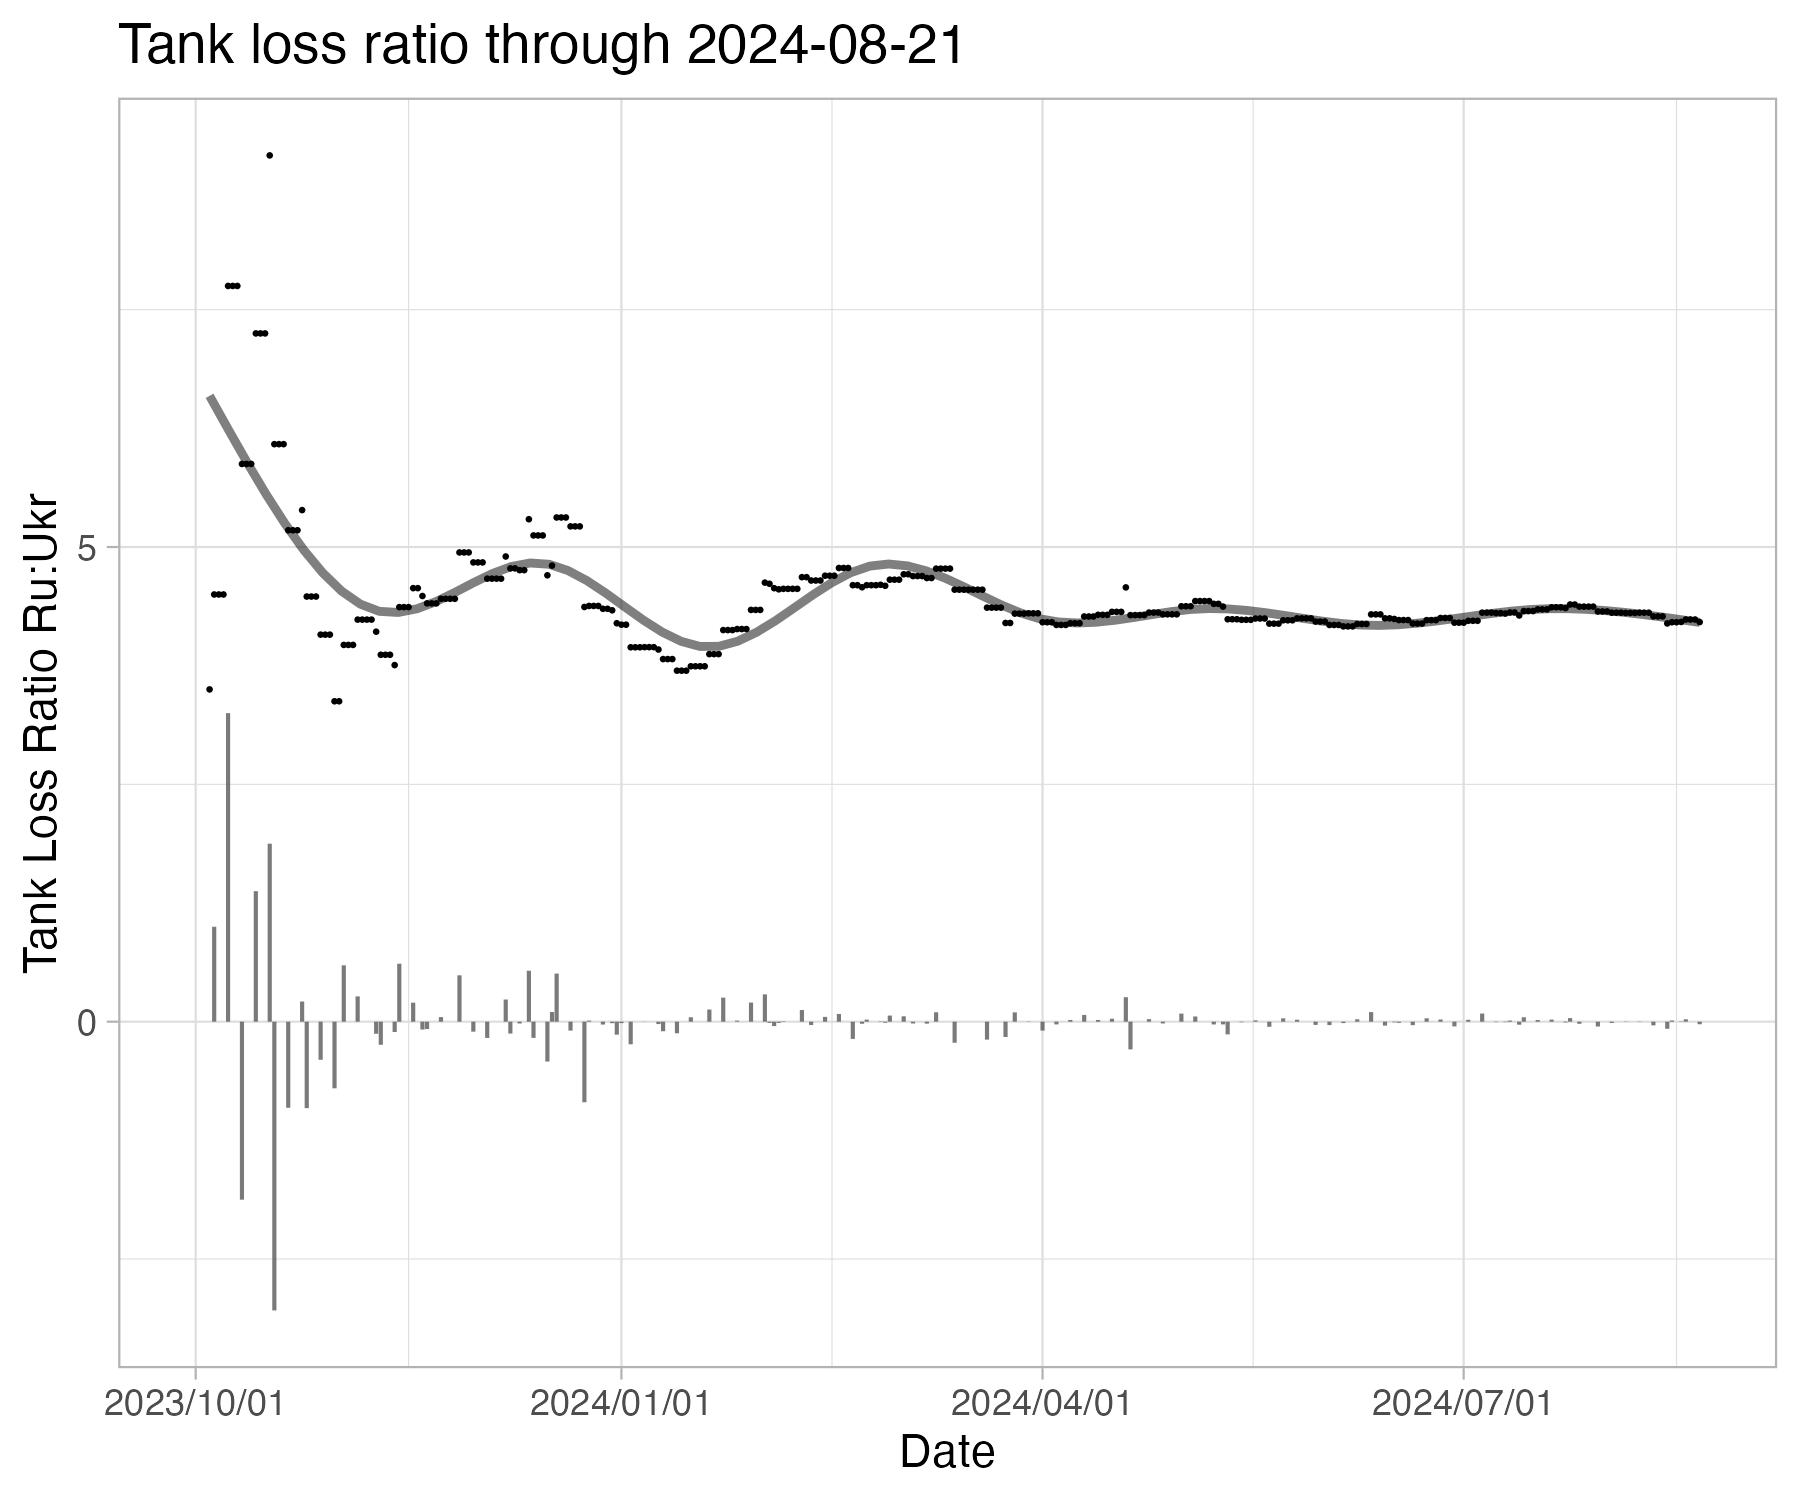 Tank loss ratio through 2024-08-21
Tank Loss Ratio Ru:Ukr
5
0
2023/10/01
2024/01/01
2024/04/01
2024/07/01
Date